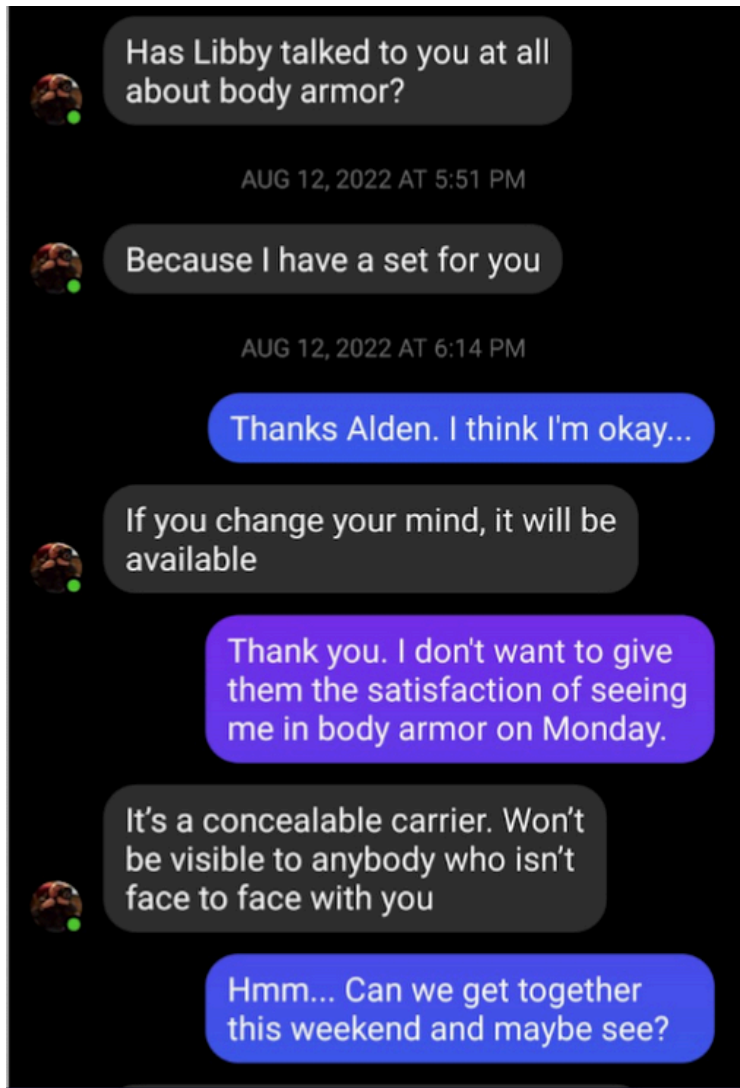 Has Libby talked to you at all
about body armor?
AUG 12, 2022 AT 5:51 PM
Because I have a set for you
AUG 12, 2022 AT 6:14 PM
Thanks Alden. I think I'm okay...
If you change your mind, it will be
available
Thank you. I don't want to give
them the satisfaction of seeing
me in body armor on Monday.
It’s a concealable carrier. Won’t
be visible to anybody who isn’t
face to face with you
Hmm... Can we get together
this weekend and maybe see?